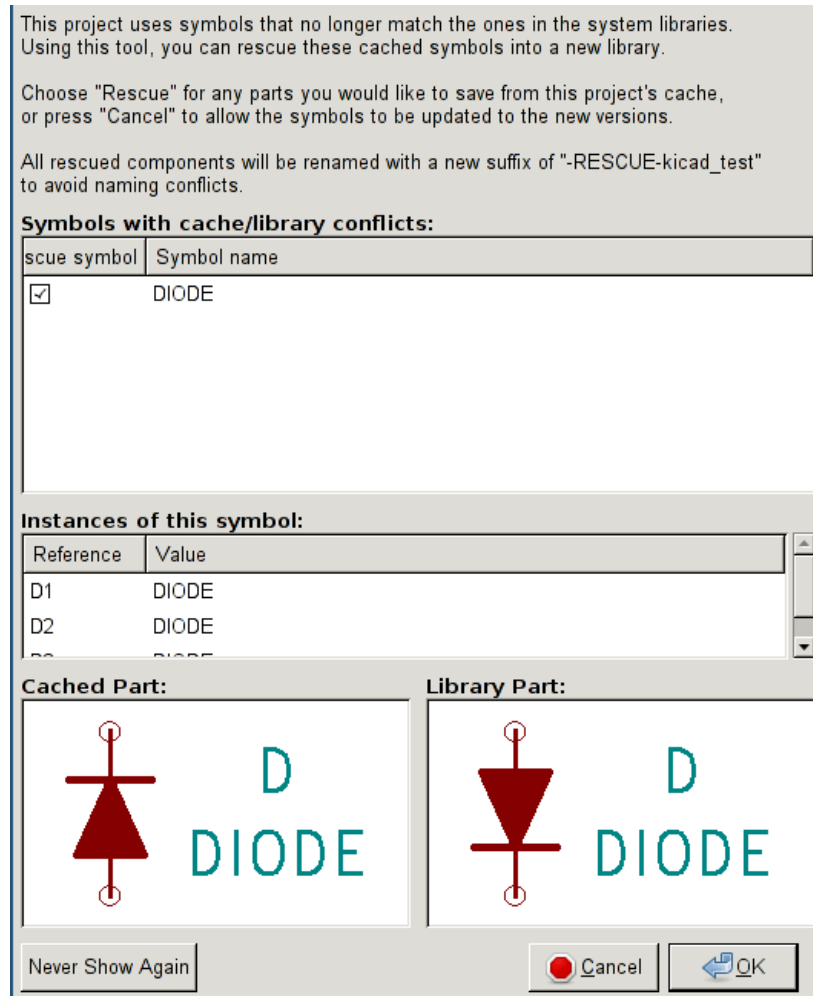 This project uses symbols that no longer match the ones in the system libraries.
Using this tool, you can rescue these cached symbols into a new library.
Choose "Rescue" for any parts you would like to save from this project's cache,
or press "Cancel" to allow the symbols to be updated to the new versions.
All rescued components will be renamed with a new suffix of "-RESCUE-kicad_test"
to avoid naming conflicts.
Symbols with cache/library conflicts:
scue symbol Symbol name
DIODE
Instances of this symbol:
Reference Value
D1 DIODE
D2 DIODE
Cached Part: Library Part:
D D
DIODE DIODE
Never Show Again Cancel OK